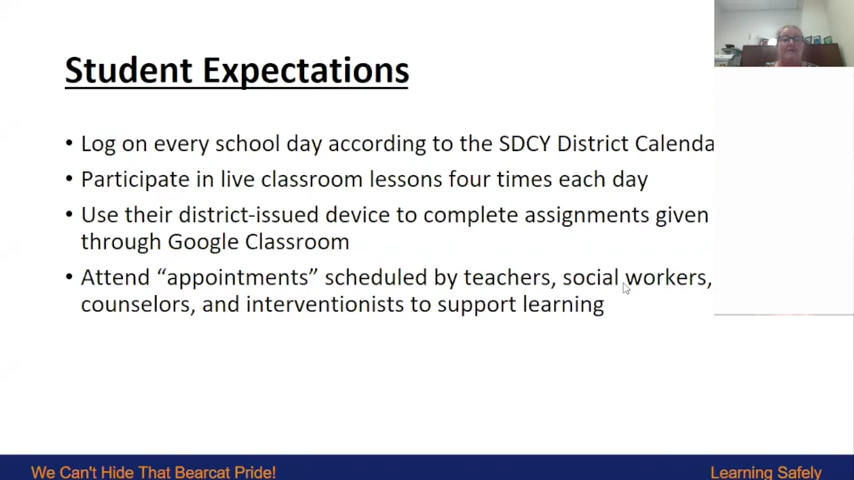 Student Expectations
• Log on every school day according to the SDCY District Calenda
• Participate in live classroom lessons four times each day
• Use their district-issued device to complete assignments given
through Google Classroom
• Attend “appointments” scheduled by teachers, social workers,
counselors, and interventionists to support learning
We Can't Hide That Bearcat Pride!
Learning Safely